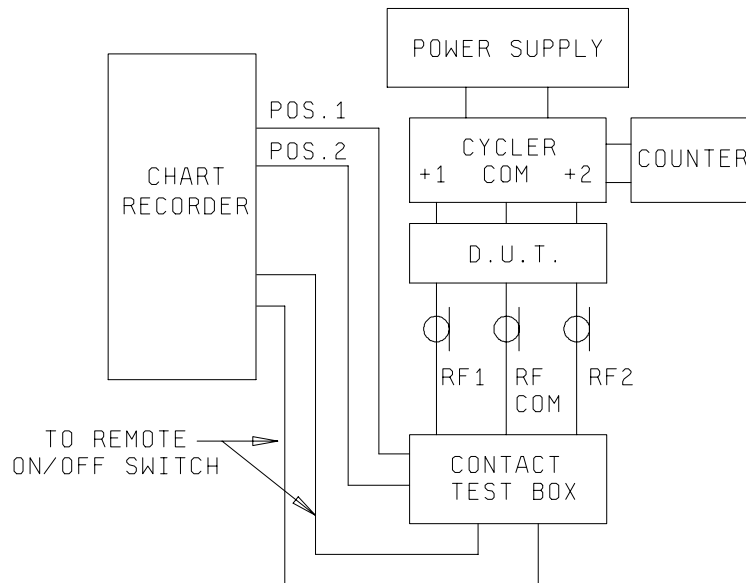 POWER SUPPLY
POS.1
POS.2
CHART
RECORDER
CYCLER
+1 COM +2
COUNTER
D.U.T.
RF1
RF
COM
RF2
TO REMOTE
ON/OFF SWITCH
CONTACT
TEST BOX